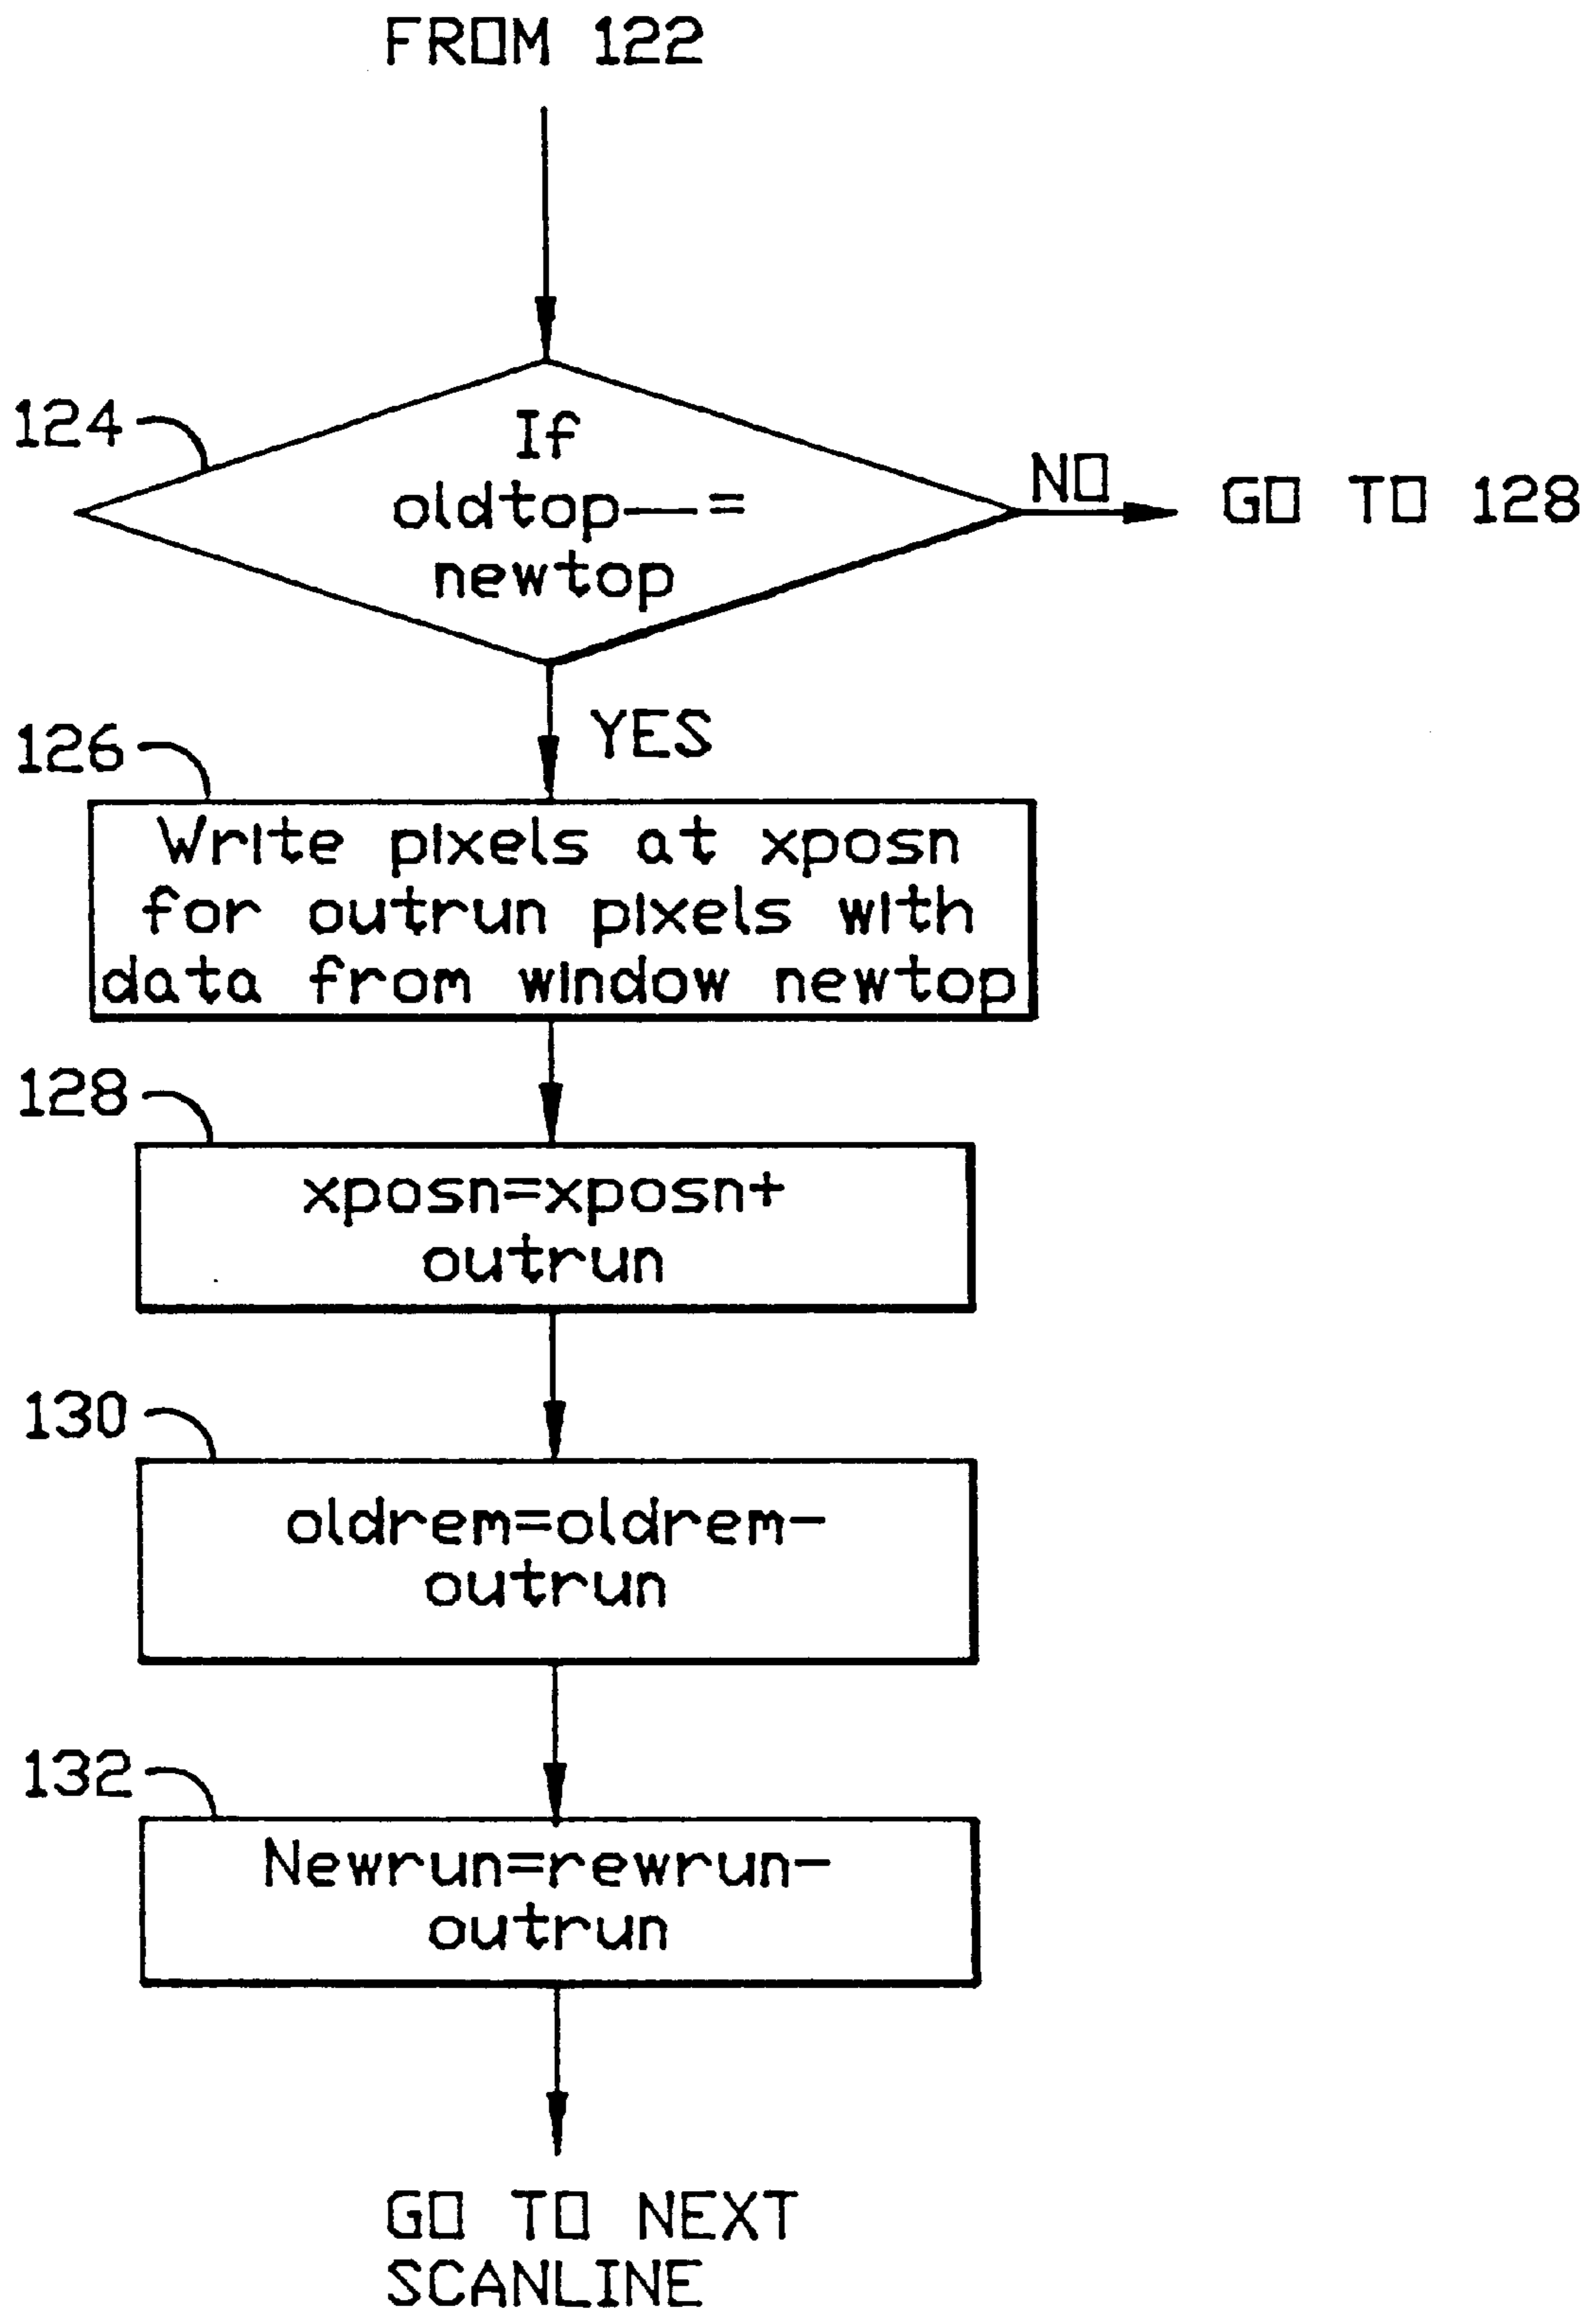 FROM 122
124
If
oldtop—=
newtop
NO
GO TO 128
YES
126
Write pixels at xposn
for outrun pixels with
data from window newtop
128
xposn=xposn+
outrun
130
oldrem=oldrem-
outrun
132
Newrun=rewrun-
outrun
GO TO NEXT
SCANLINE